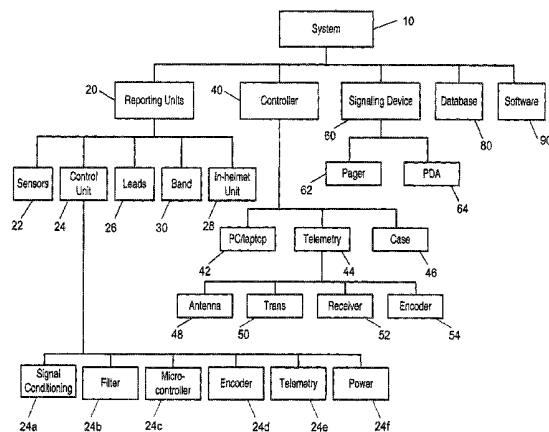 System
10
20
Reporting Units
40
Controller
Signaling Device
60
Database
80
Software
90
Sensors
22
Control
Unit
24
Leads
26
Band
30
In-helmet
Unit
28
62
Pager
PDA
64
PC/laptop
42
Telemetry
44
Case
46
Antenna
48
Trans
50
Receiver
52
Encoder
54
Signal
Conditioning
24a
Filter
24b
Micro-
controller
24c
Encoder
24d
Telemetry
24e
Power
24f